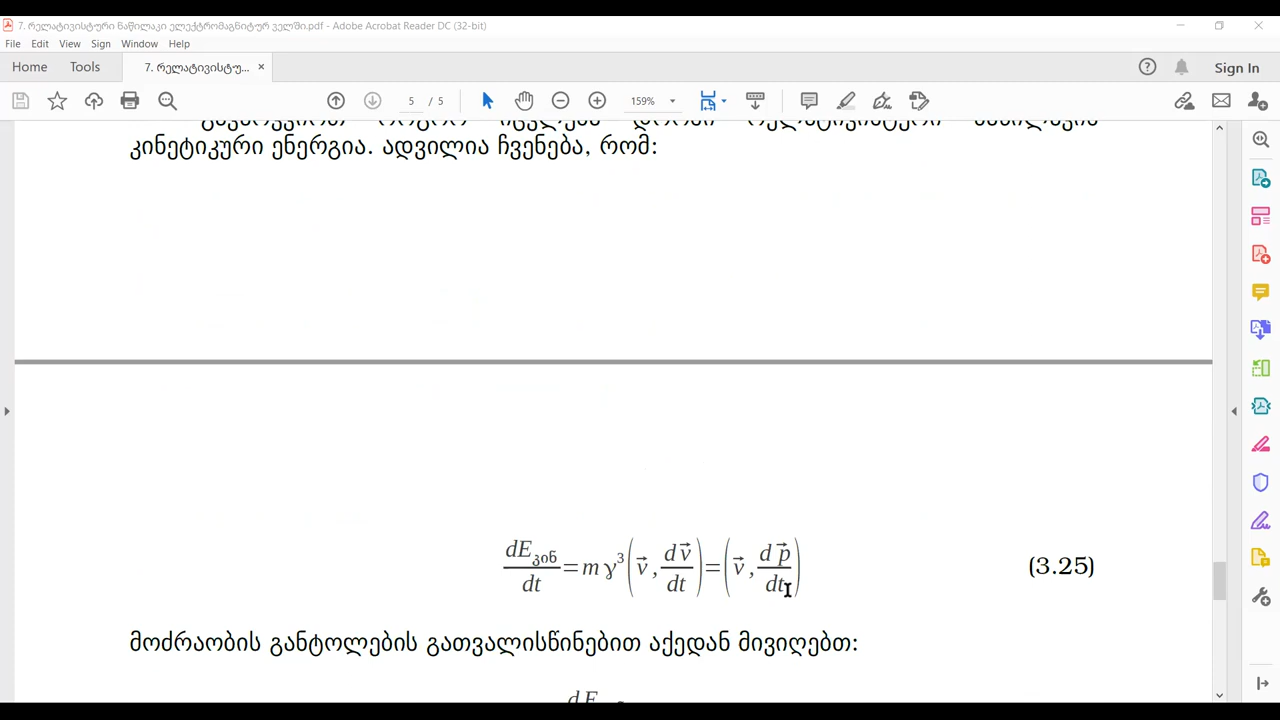 7. რელატივისტური ნაწილაკი ელექტრომაგნიტურ ველში.pdf - Adobe Acrobat Reader DC (32-bit)
File Edit View Sign Window Help
Home Tools 7. რელატივისტუ... × Sign In
5 / 5 159%
კინეტიკური ენერგია. ადვილია ჩვენება, რომ:
dE_კინ/dt = mγ³(v⃗, dv⃗/dt) = (v⃗, dp⃗/dt) (3.25)
მოძრაობის განტოლების გათვალისწინებით აქედან მივიღებთ: